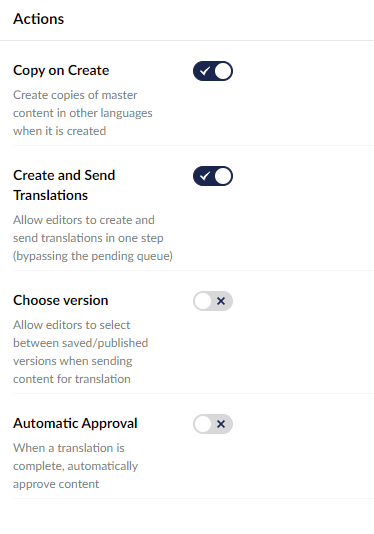 Actions
Copy on Create
Create copies of master
content in other languages
when it is created
Create and Send
Translations
Allow editors to create and
send translations in one step
(bypassing the pending queue)
Choose version
Allow editors to select
between saved/published
versions when sending
content for translation
Automatic Approval
When a translation is
complete, automatically
approve content